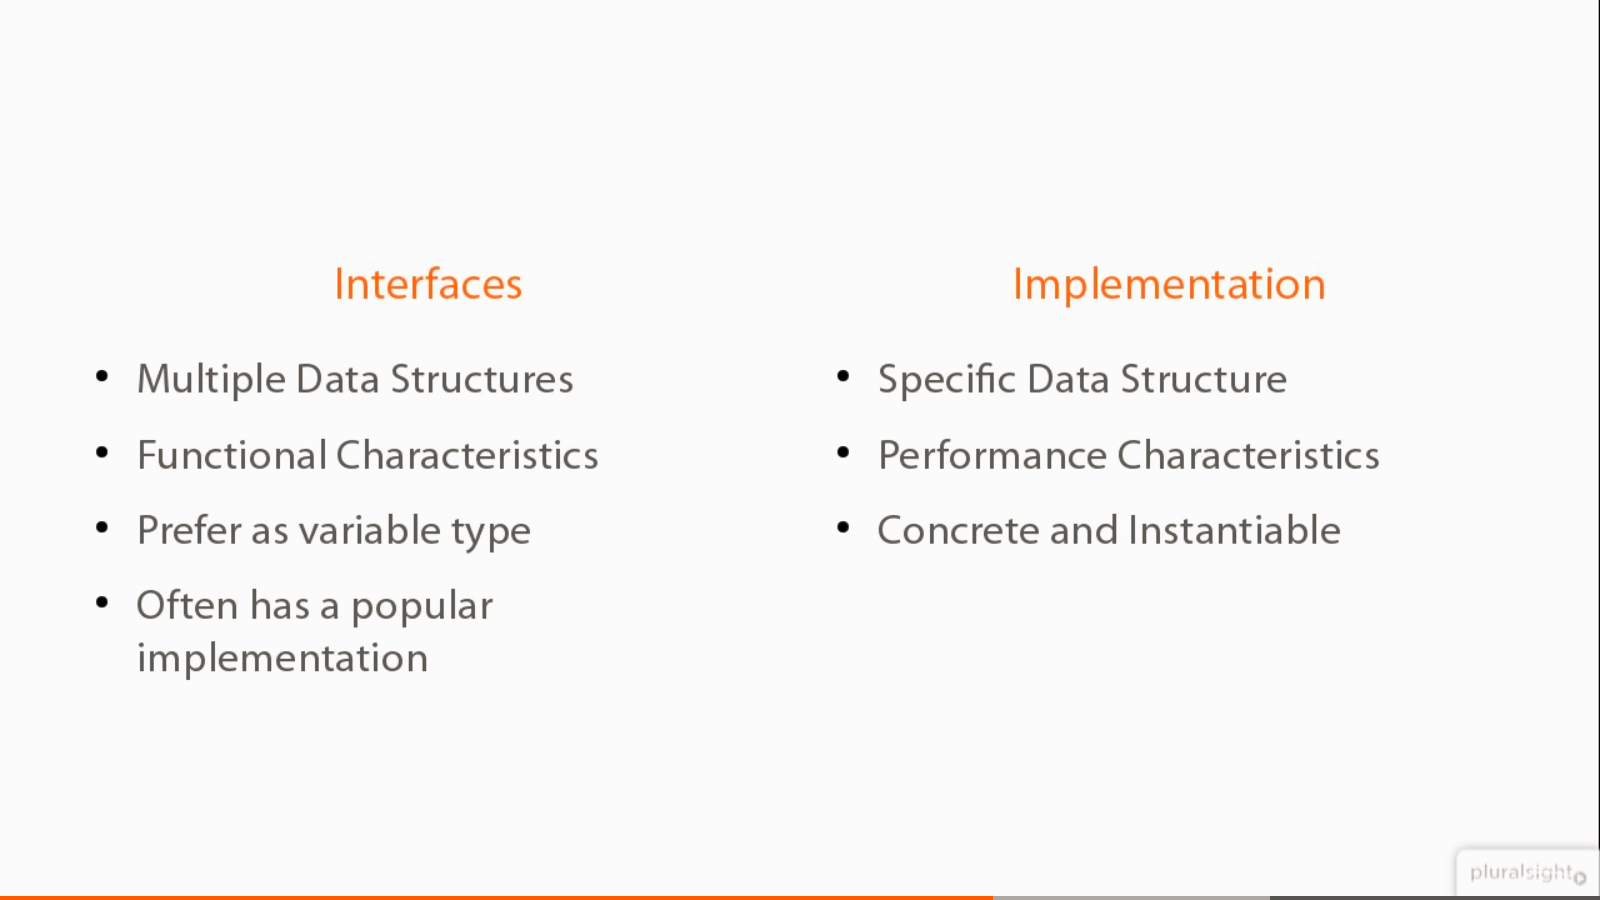 Interfaces
• Multiple Data Structures
• Functional Characteristics
• Prefer as variable type
• Often has a popular
implementation
Implementation
• Specific Data Structure
• Performance Characteristics
• Concrete and Instantiable
pluralsight